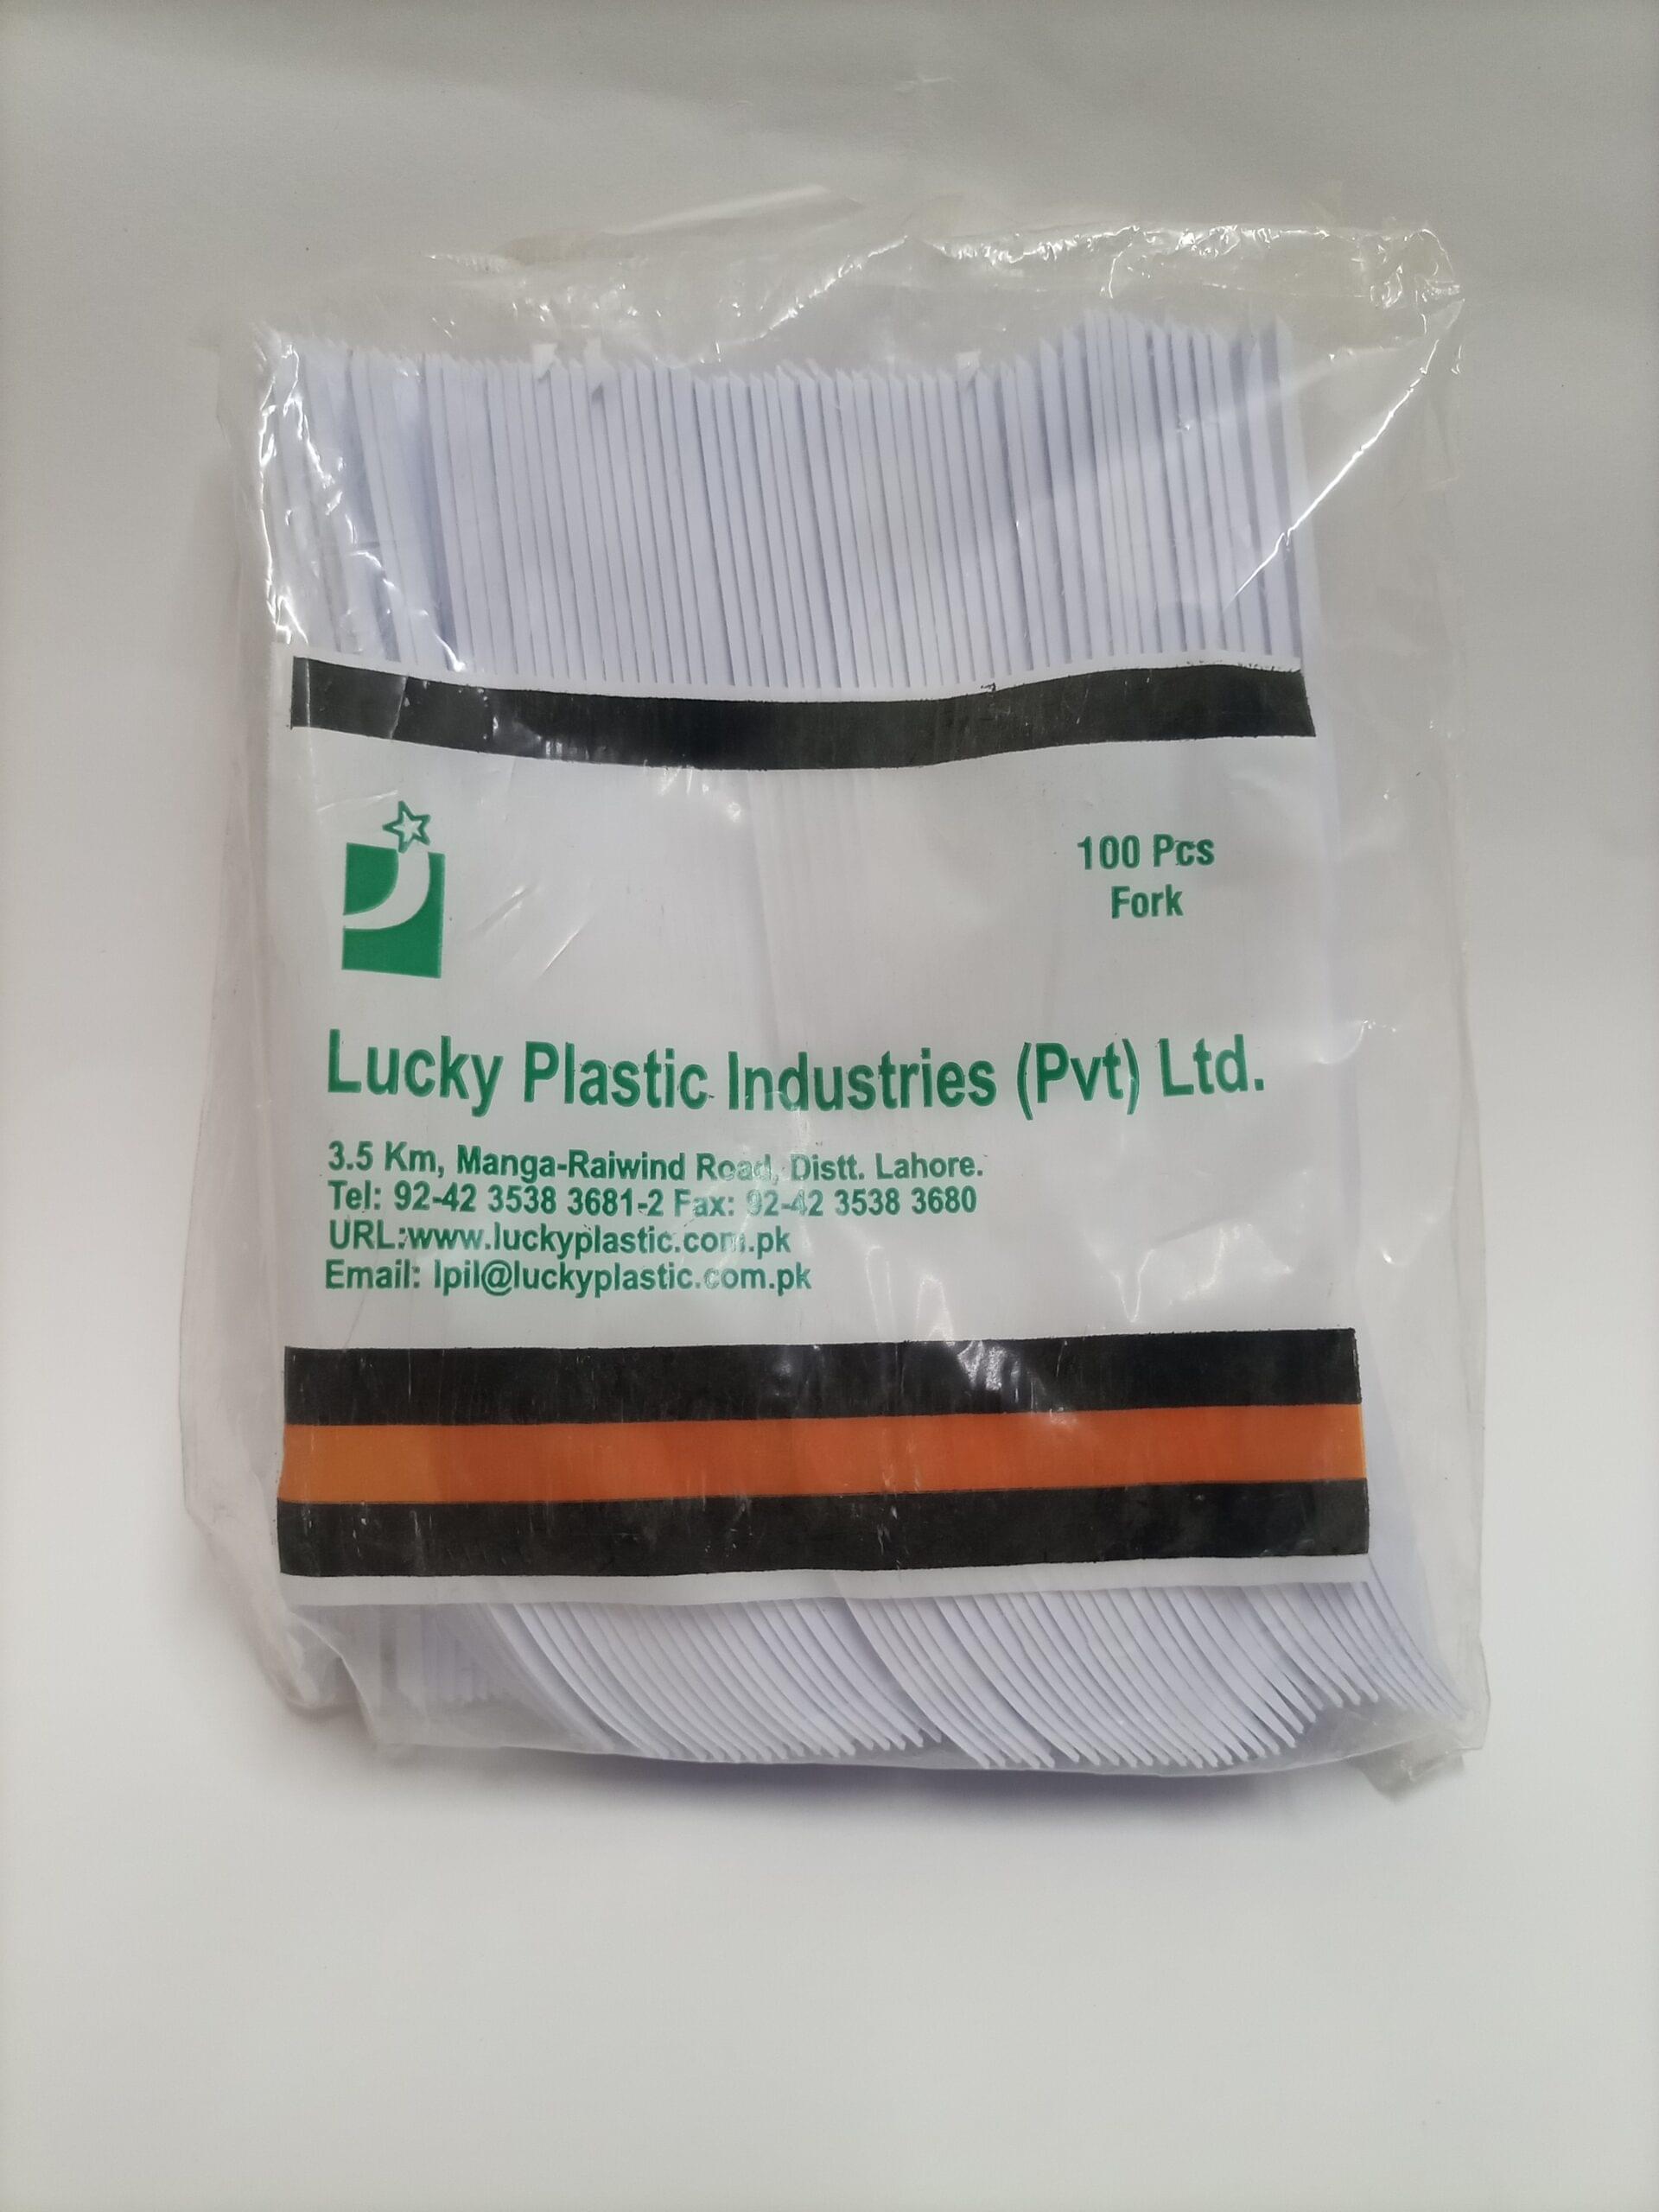 100 Pcs
Fork
Lucky Plastic Industries (Pvt) Ltd.
3.5 Km, Manga-Raiwind Road, Distt. Lahore.
Tel: 92-42 3538 3681-2 Fax: 92-42 3538 3680
URL:www.luckyplastic.com.pk
Email: lpil@luckyplastic.com.pk